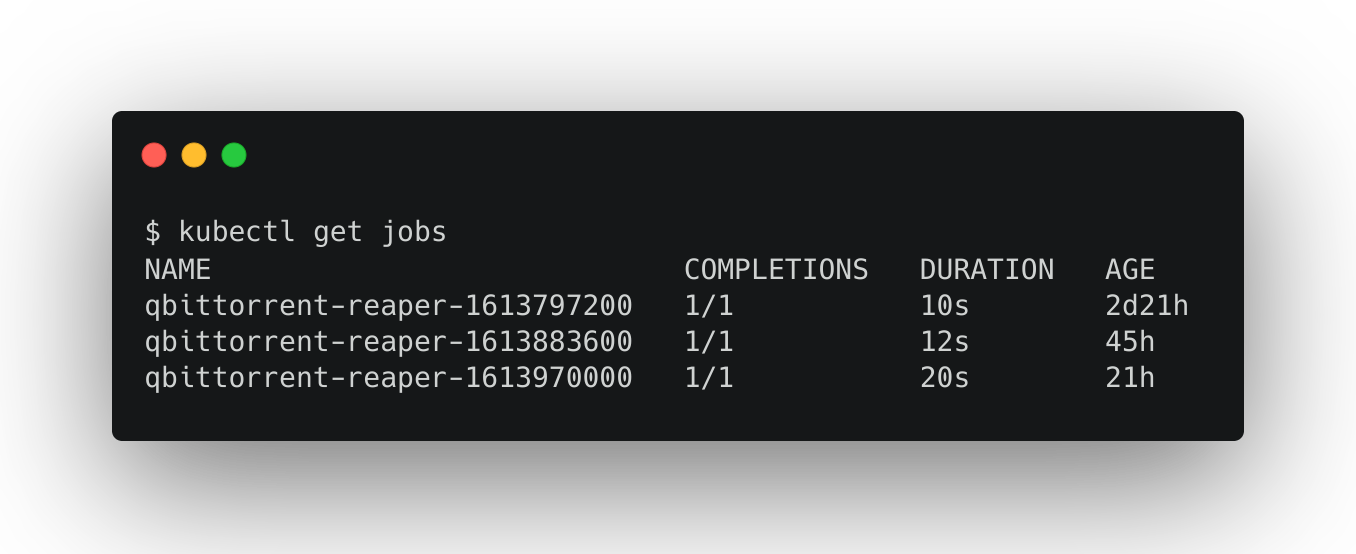 $ kubectl get jobs
NAME                            COMPLETIONS   DURATION   AGE
qbittorrent-reaper-1613797200   1/1           10s        2d21h
qbittorrent-reaper-1613883600   1/1           12s        45h
qbittorrent-reaper-1613970000   1/1           20s        21h